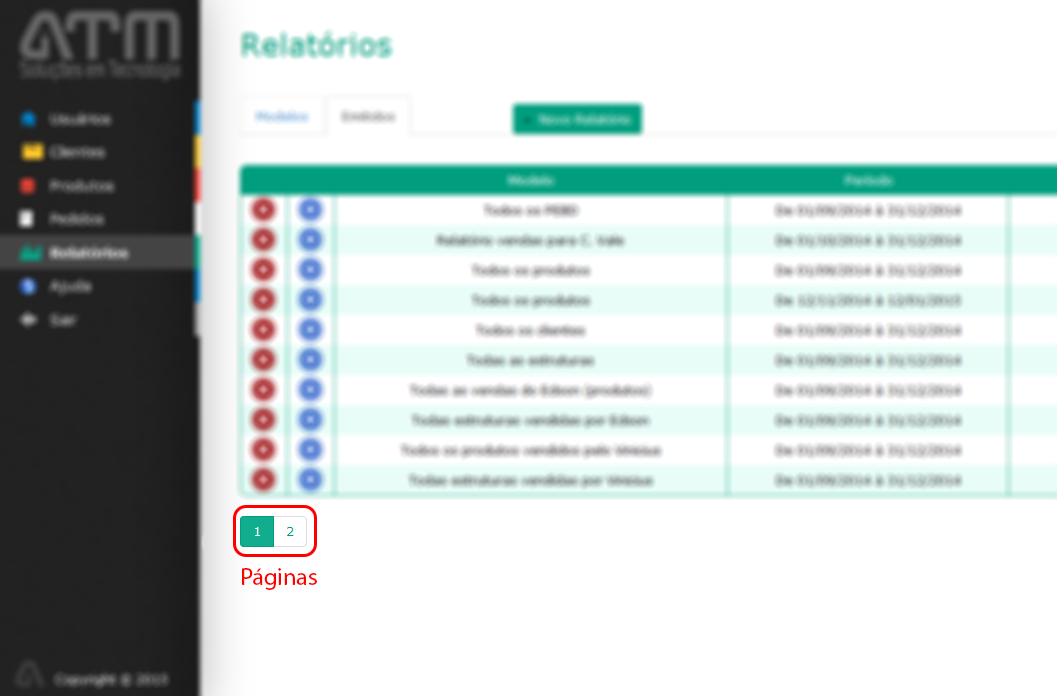 ATM
Soluções em Tecnologia
Usuários
Clientes
Produtos
Pedidos
Relatórios
Ajuda
Sair
Copyright © 2015
Relatórios
Modelos Emitidos Novo Relatório
Modelo Período
Todos os De 01/09/2014 à 31/12/2014
Relatório vendas para C. Vale De 01/10/2014 à 31/12/2014
Todos os produtos De 01/09/2014 à 31/12/2014
Todos os produtos De 12/11/2014 à 12/01/2015
Todos os clientes De 01/09/2014 à 31/12/2014
Todas as estruturas De 01/09/2014 à 31/12/2014
Todas as vendas do Edson (produtos) De 01/09/2014 à 31/12/2014
Todas estruturas vendidas por Edson De 01/09/2014 à 31/12/2014
Todos os produtos vendidos pelo Vinicius De 01/09/2014 à 31/12/2014
Todas estruturas vendidas por Vinicius De 01/09/2014 à 31/12/2014
1 2
Páginas